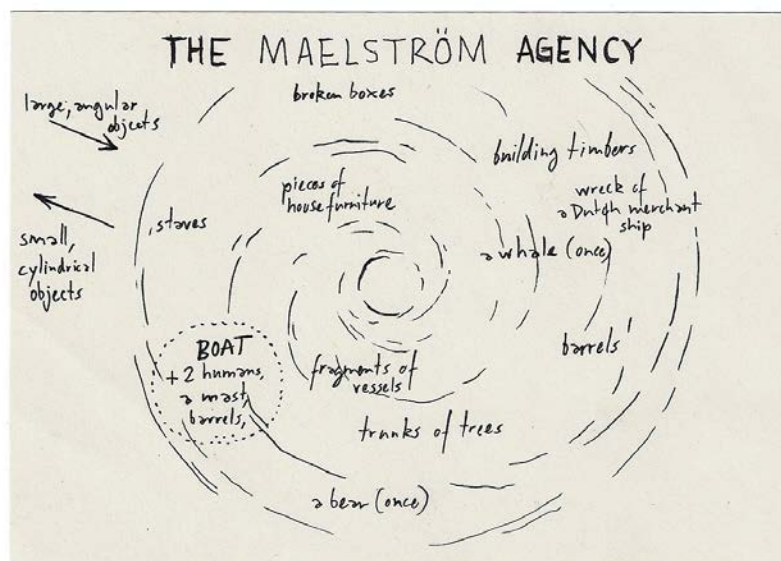 THE MAELSTRÖM AGENCY
broken boxes
large, angular
objects
building timbers
pieces of
house furniture
wreck of
a Dutch merchant
ship
staves
small,
cylindrical
objects
a whale (once)
BOAT
+ 2 humans,
a mast,
barrels,
fragments of
vessels
barrels
trunks of trees
a bear (once)